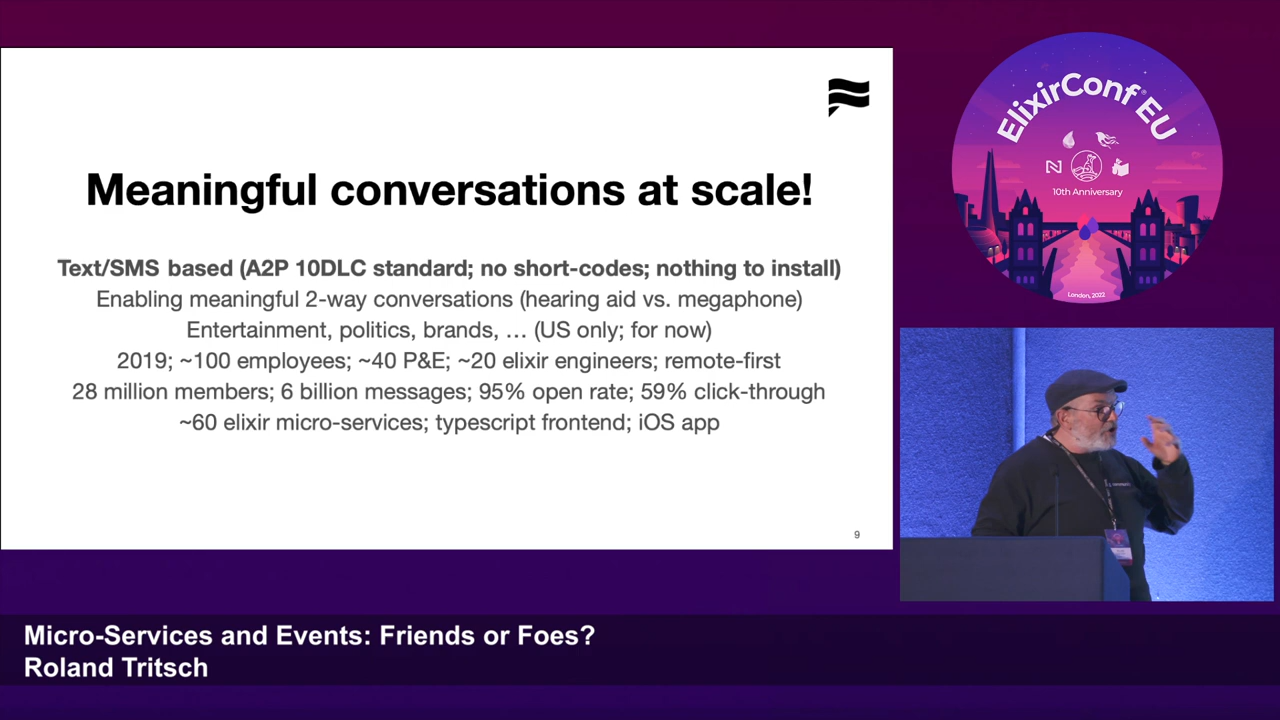 Meaningful conversations at scale!
Text/SMS based (A2P 10DLC standard; no short-codes; nothing to install)
Enabling meaningful 2-way conversations (hearing aid vs. megaphone)
Entertainment, politics, brands, … (US only; for now)
2019; ~100 employees; ~40 P&E; ~20 elixir engineers; remote-first
28 million members; 6 billion messages; 95% open rate; 59% click-through
~60 elixir micro-services; typescript frontend; iOS app
9
ElixirConf® EU
10th Anniversary
London, 2022
Micro-Services and Events: Friends or Foes?
Roland Tritsch